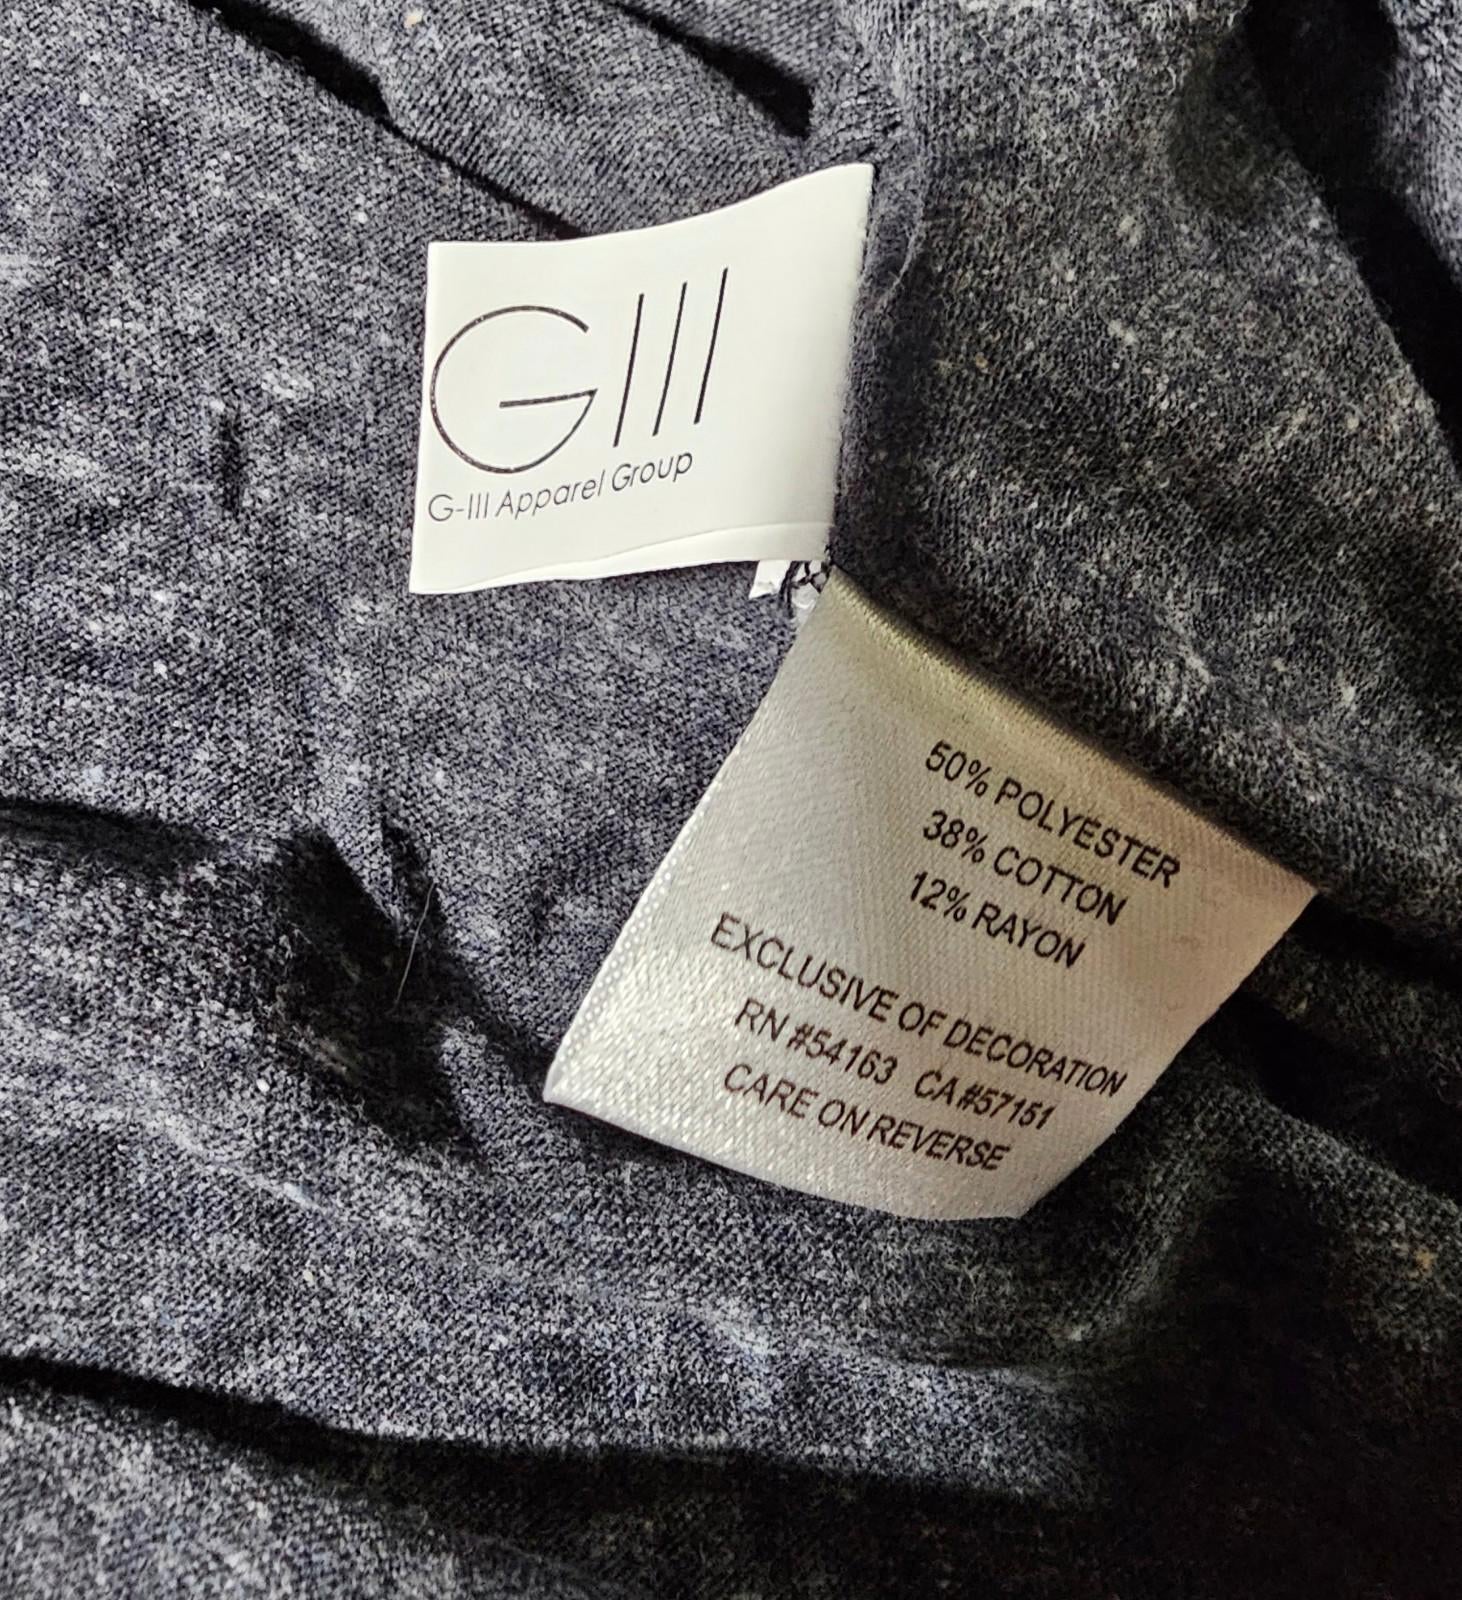 GIII
G-III Apparel Group
50% POLYESTER
38% COTTON
12% RAYON
EXCLUSIVE OF DECORATION
RN #54163 CA #57151
CARE ON REVERSE